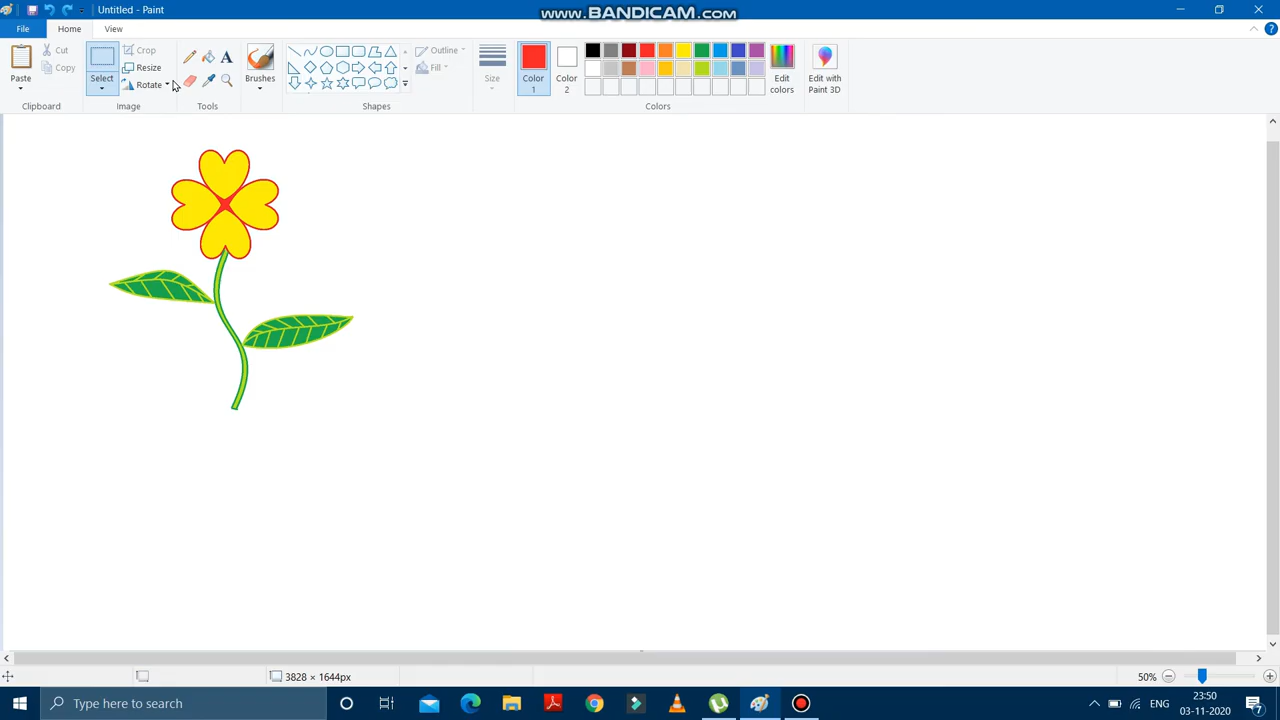 Untitled - Paint
www.BANDICAM.com
File
Home
View
Paste
Cut
Copy
Clipboard
Select
Crop
Resize
Rotate
Image
A
Tools
Brushes
Outline
Fill
Shapes
Size
Color 1
Color 2
Edit colors
Colors
Edit with Paint 3D
3828 × 1644px
50%
Type here to search
ENG
23:50
03-11-2020
7